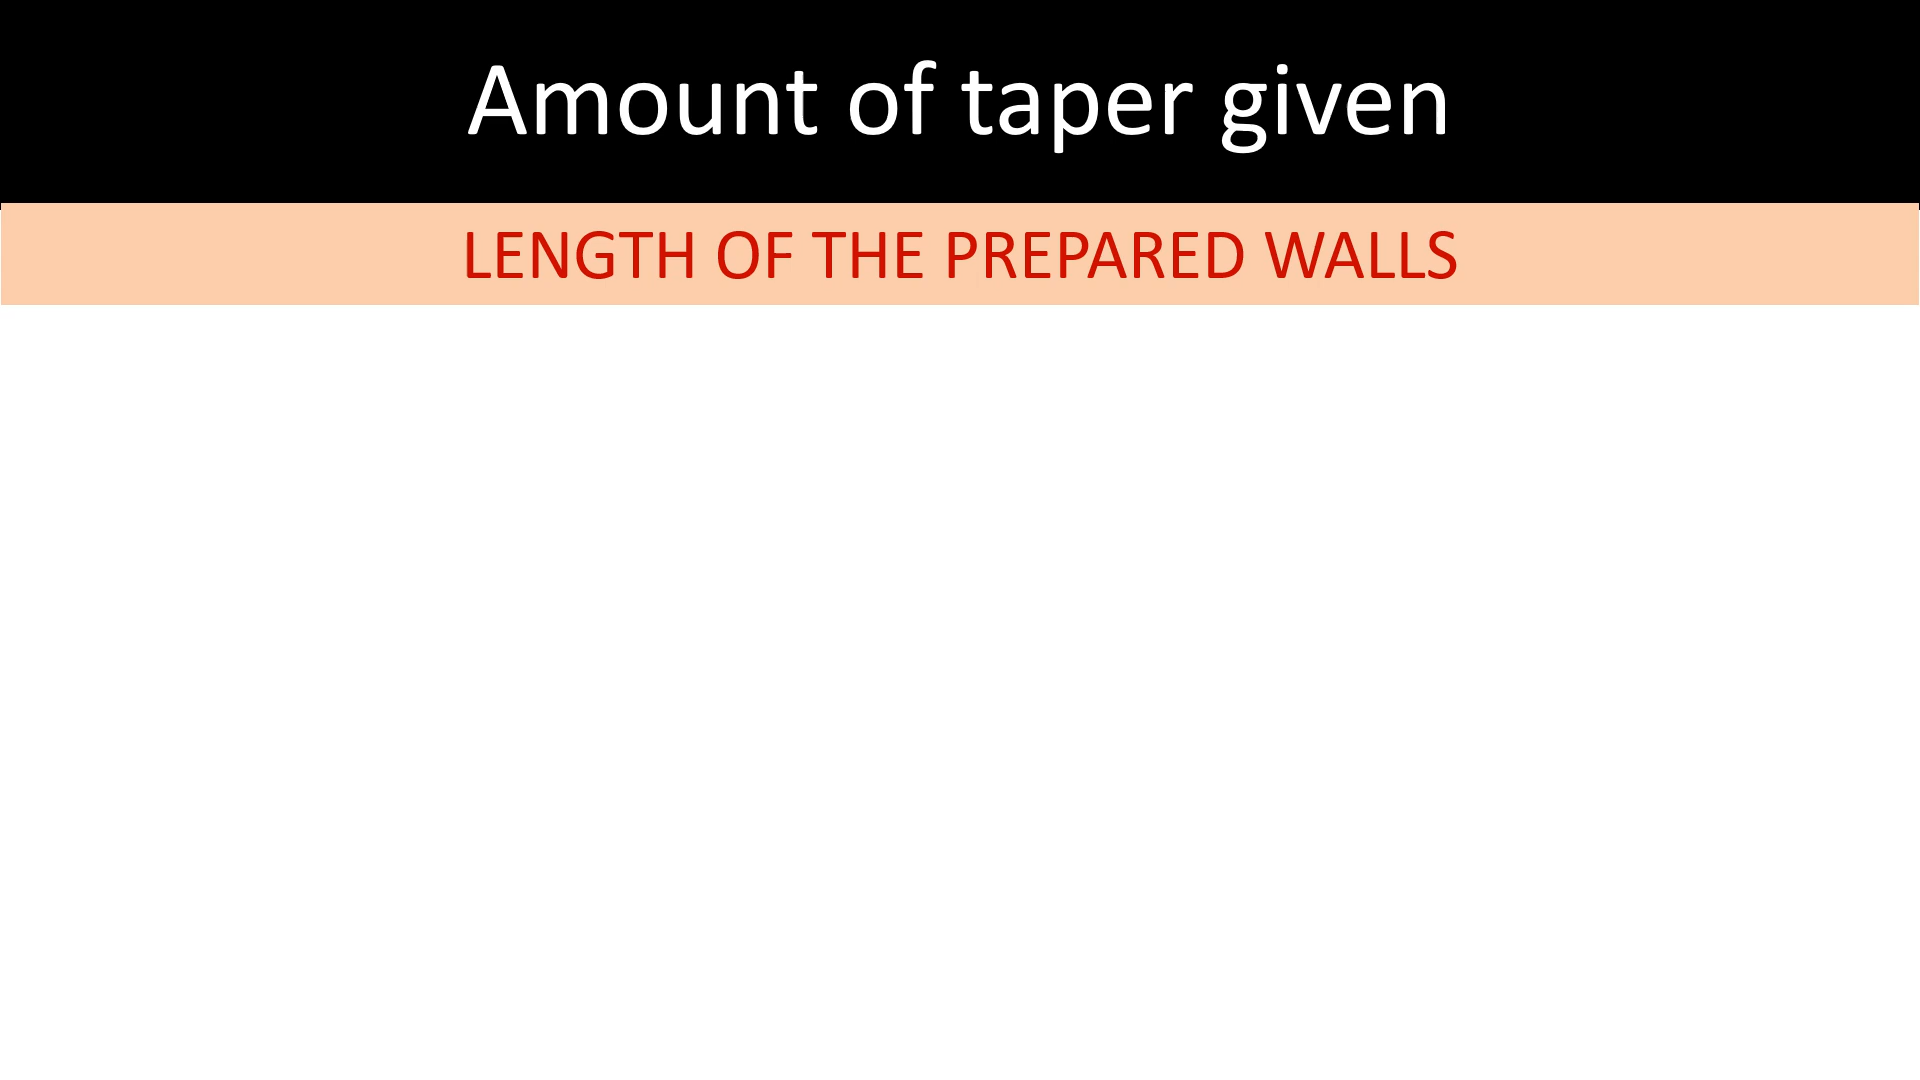 Amount of taper given
LENGTH OF THE PREPARED WALLS